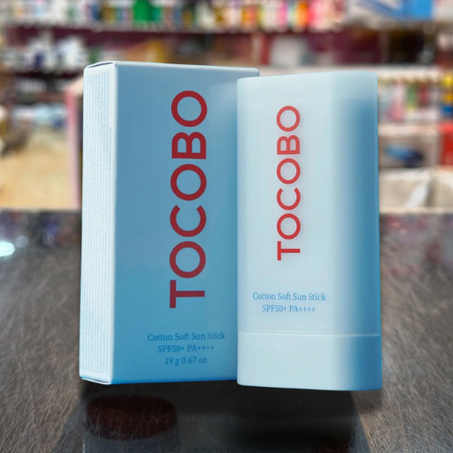 TOCOBO
Cotton Soft Sun Stick
SPF50+ PA++++
19 g 0.67 oz
TOCOBO
Cotton Soft Sun Stick
SPF50+ PA++++